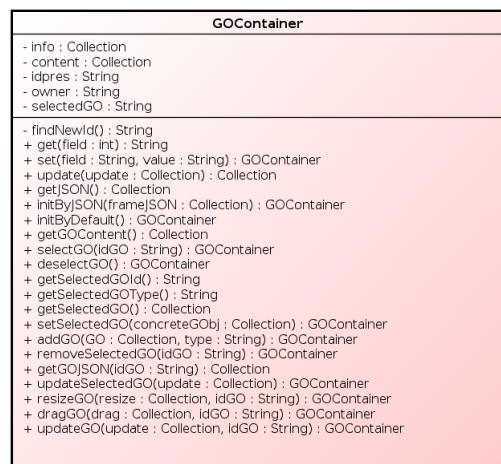 GOContainer
- info : Collection
- content : Collection
- idpres : String
- owner : String
- selectedGO : String
- findNewId() : String
+ get(field : int) : String
+ set(field : String, value : String) : GOContainer
+ update(update : Collection) : Collection
+ getJSON() : Collection
+ initByJSON(frameJSON : Collection) : GOContainer
+ initByDefault() : GOContainer
+ getGOContent() : Collection
+ selectGO(idGO : String) : GOContainer
+ deselectGO() : GOContainer
+ getSelectedGOId() : String
+ getSelectedGOType() : String
+ getSelectedGO() : Collection
+ setSelectedGO(concreteGObj : Collection) : GOContainer
+ addGO(GO : Collection, type : String) : GOContainer
+ removeSelectedGO(idGO : String) : GOContainer
+ getGOJSON(idGO : String) : Collection
+ updateSelectedGO(update : Collection) : GOContainer
+ resizeGO(resize : Collection, idGO : String) : GOContainer
+ dragGO(drag : Collection, idGO : String) : GOContainer
+ updateGO(update : Collection, idGO : String) : GOContainer